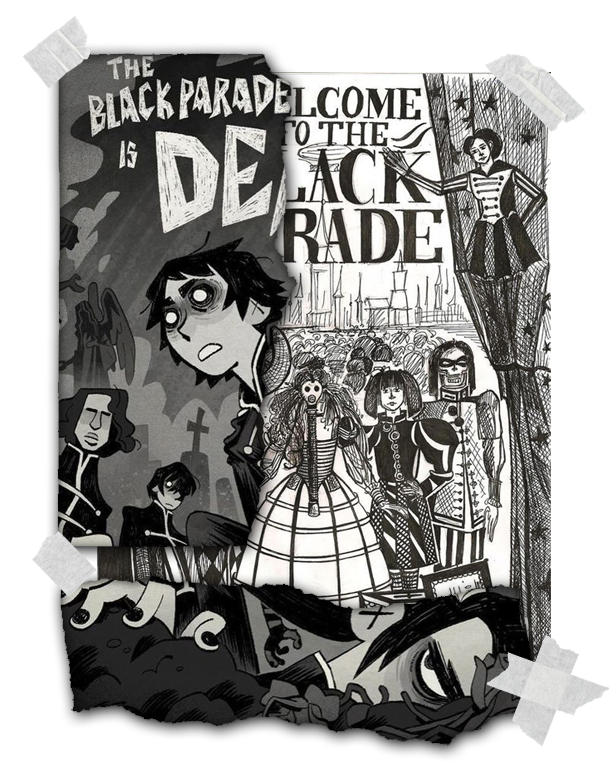 THE
BLACK PARADE
IS
DE
LCOME
TO THE
LACK
RADE